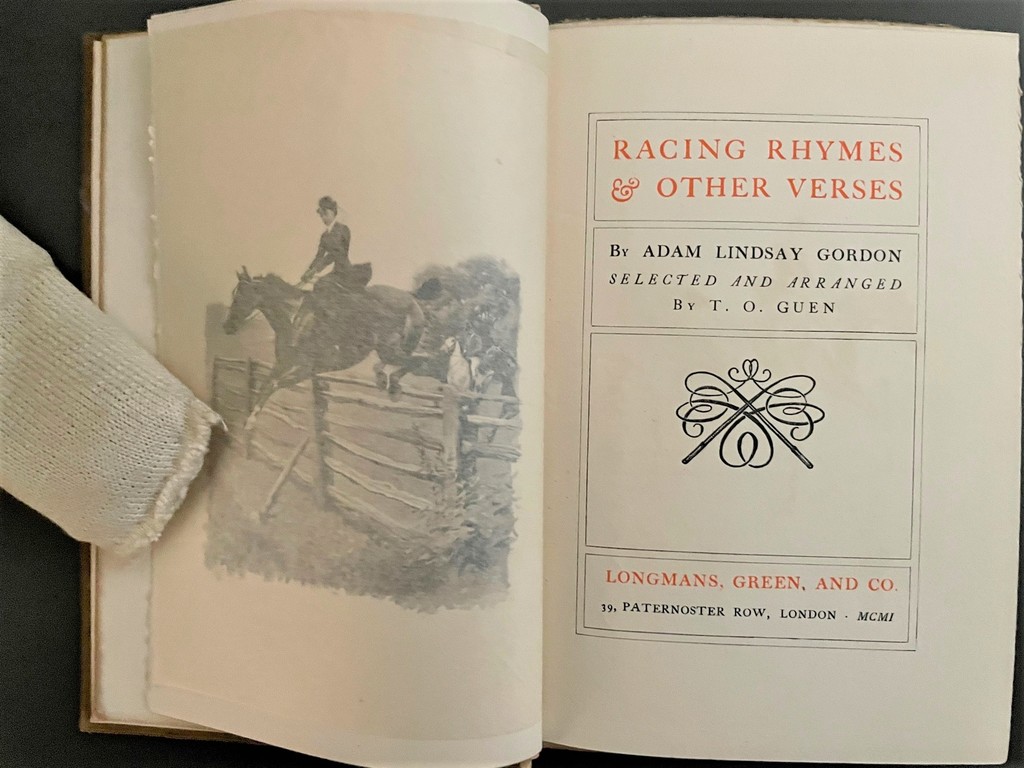 RACING RHYMES
& OTHER VERSES
By ADAM LINDSAY GORDON
SELECTED AND ARRANGED
By T. O. GUEN
LONGMANS, GREEN, AND CO.
39, PATERNOSTER ROW, LONDON · MCMI